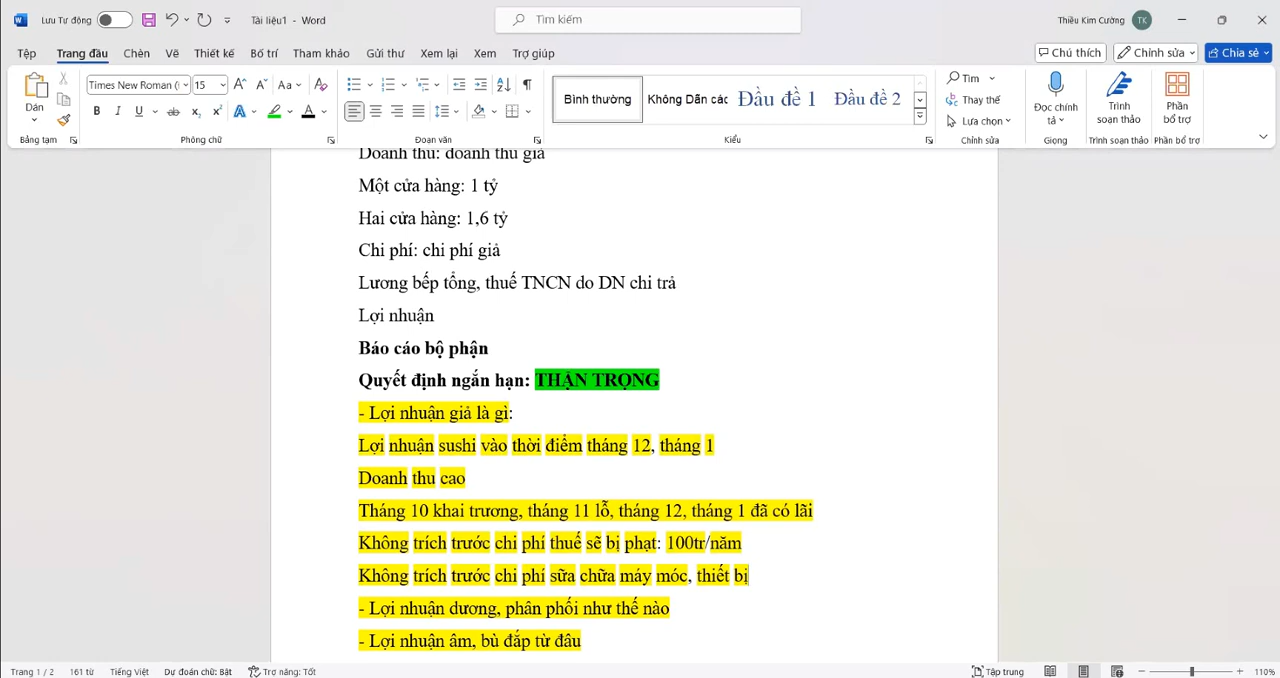 Lưu Tự động
Tài liệu1 - Word
Tìm kiếm
Thiều Kim Cường TK
Tệp Trang đầu Chèn Vẽ Thiết kế Bố trí Tham khảo Gửi thư Xem lại Xem Trợ giúp
Chú thích Chỉnh sửa Chia sẻ
Dán
Times New Roman ( 15
Bình thường Không Dãn các Đầu đề 1 Đầu đề 2
Tìm
Thay thế
Lựa chọn
Đọc chính tả
Trình soạn thảo
Phần bổ trợ
Bảng tạm Phông chữ Đoạn văn Kiểu Chỉnh sửa Giọng Trình soạn thảo Phần bổ trợ
Doanh thu: doanh thu giả
Một cửa hàng: 1 tỷ
Hai cửa hàng: 1,6 tỷ
Chi phí: chi phí giả
Lương bếp tổng, thuế TNCN do DN chi trả
Lợi nhuận
Báo cáo bộ phận
Quyết định ngắn hạn: THẬN TRỌNG
- Lợi nhuận giả là gì:
Lợi nhuận sushi vào thời điểm tháng 12, tháng 1
Doanh thu cao
Tháng 10 khai trương, tháng 11 lỗ, tháng 12, tháng 1 đã có lãi
Không trích trước chi phí thuế sẽ bị phạt: 100tr/năm
Không trích trước chi phí sữa chữa máy móc, thiết bị
- Lợi nhuận dương, phân phối như thế nào
- Lợi nhuận âm, bù đắp từ đâu
Trang 1 / 2 161 từ Tiếng Việt Dự đoán chữ: Bật Trợ năng: Tốt
Tập trung 110%